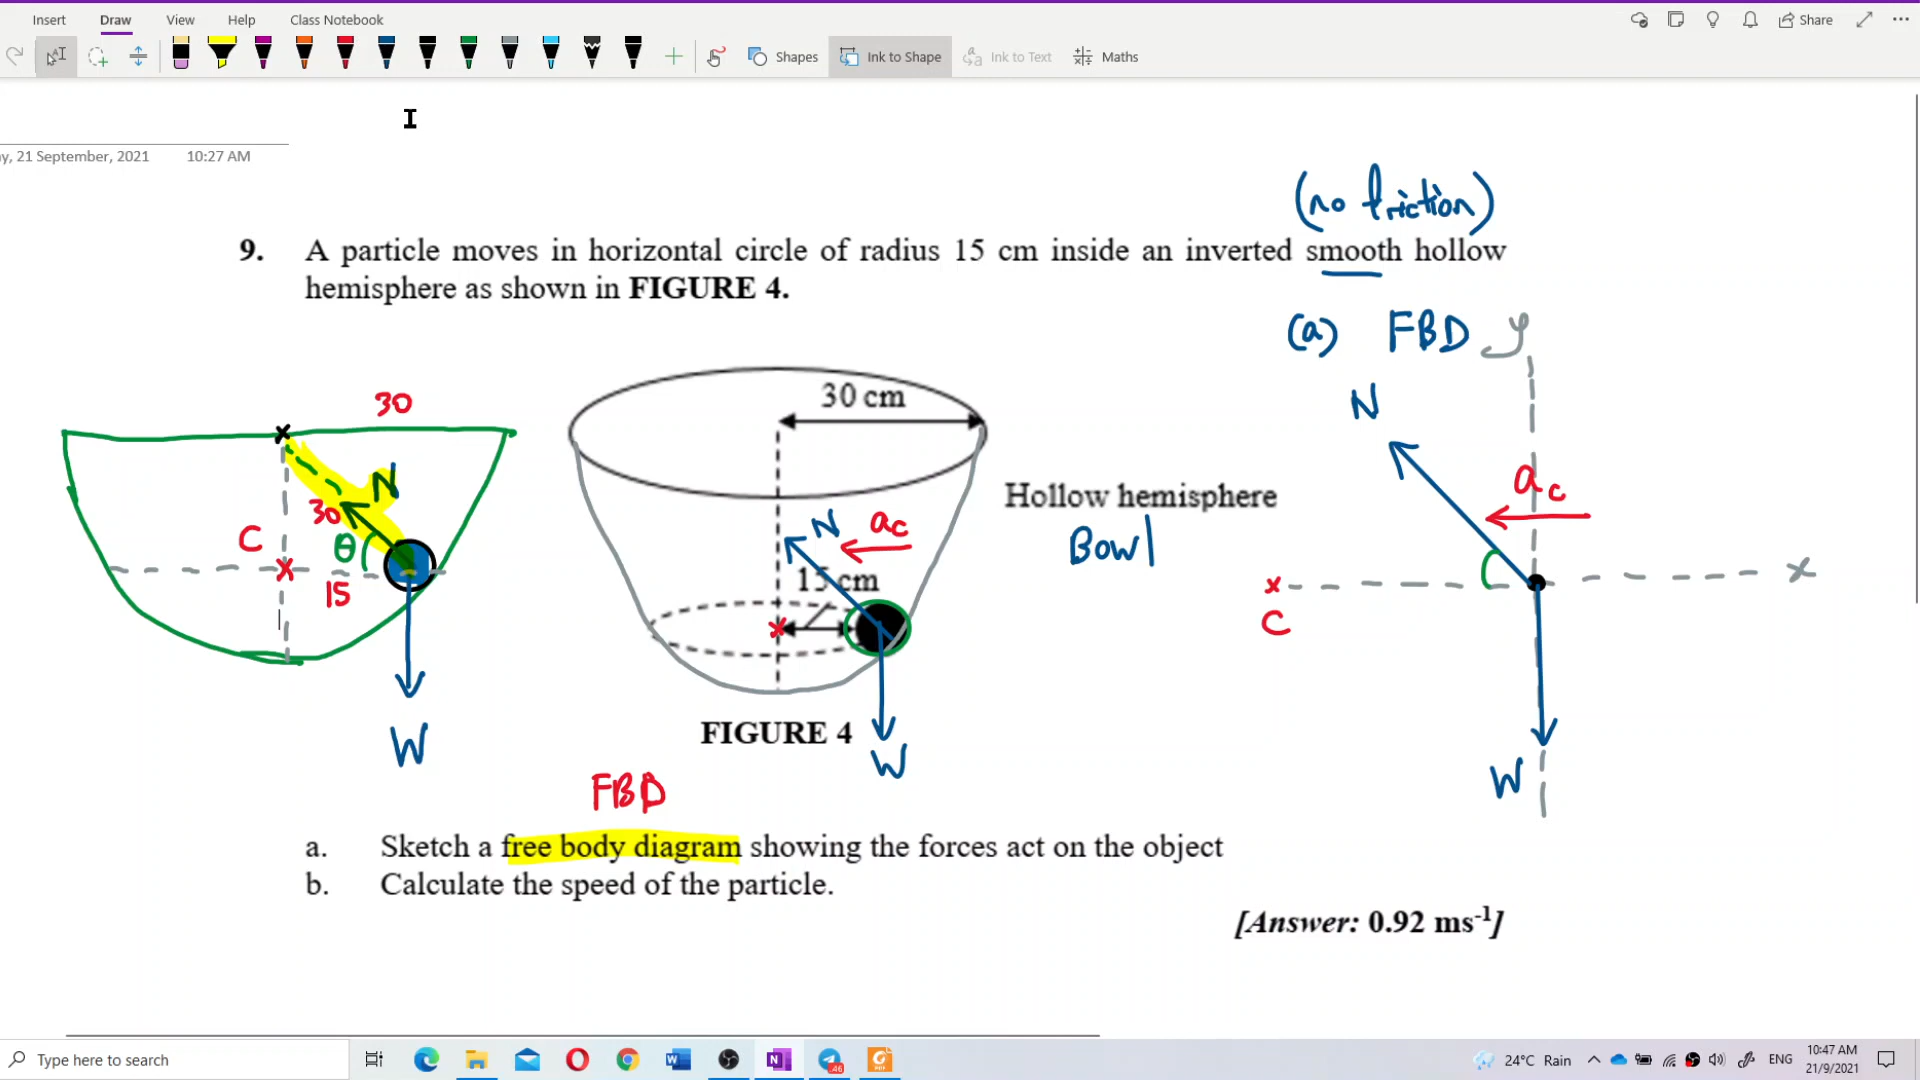 Insert Draw View Help Class Notebook Share
Shapes Ink to Shape Ink to Text Maths
y, 21 September, 2021 10:27 AM
(no friction)
9. A particle moves in horizontal circle of radius 15 cm inside an inverted smooth hollow
hemisphere as shown in FIGURE 4.
(a) FBD y
30
30 cm
N
N
30
θ
C
15
W
N
ac
15 cm
W
Hollow hemisphere
Bowl
ac
x
C
W
FIGURE 4
FBD
a. Sketch a free body diagram showing the forces act on the object
b. Calculate the speed of the particle.
[Answer: 0.92 ms-1]
Type here to search
24°C Rain
ENG
10:47 AM
21/9/2021